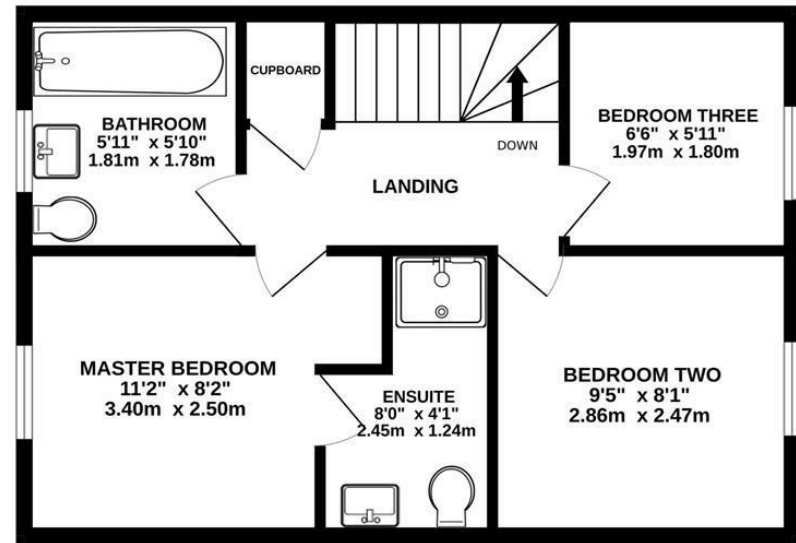 CUPBOARD
BATHROOM
5'11" x 5'10"
1.81m x 1.78m
BEDROOM THREE
6'6" x 5'11"
1.97m x 1.80m
DOWN
LANDING
MASTER BEDROOM
11'2" x 8'2"
3.40m x 2.50m
ENSUITE
8'0" x 4'1"
2.45m x 1.24m
BEDROOM TWO
9'5" x 8'1"
2.86m x 2.47m